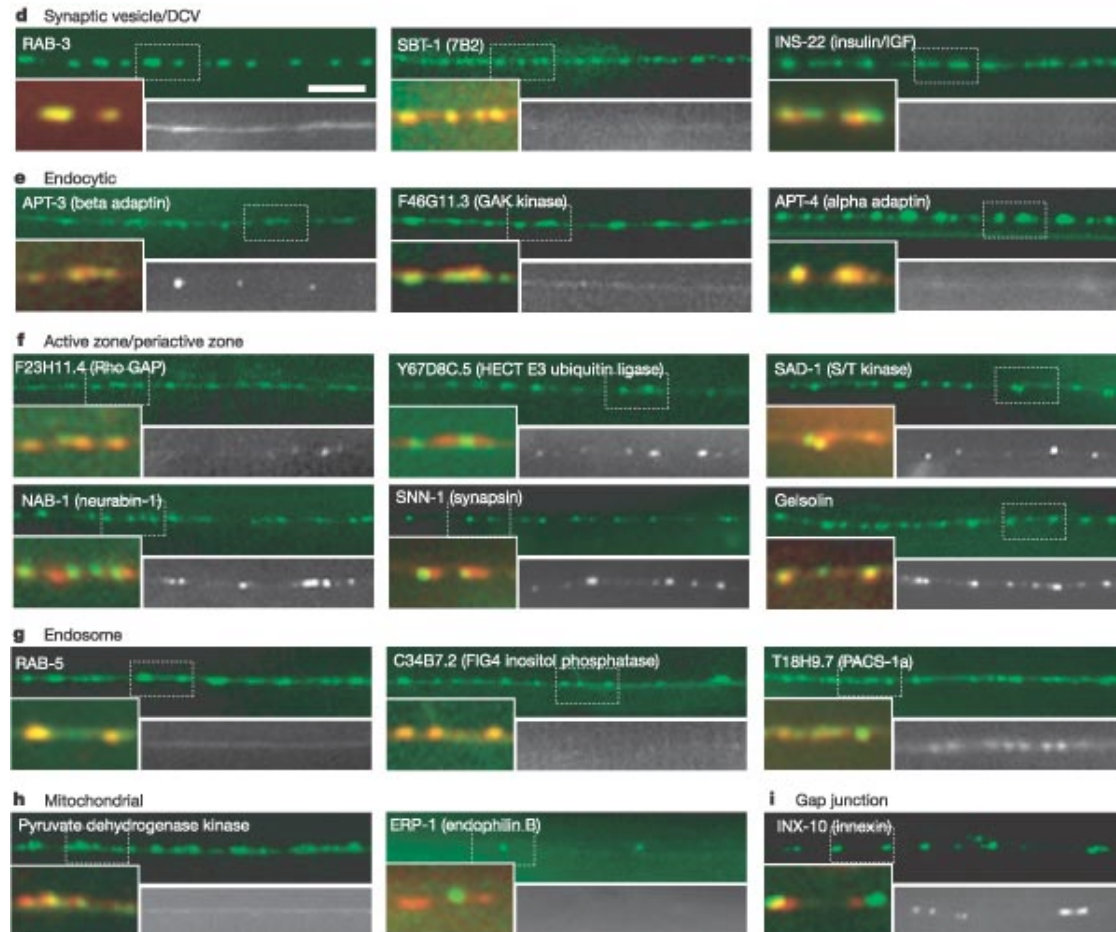 d Synaptic vesicle/DCV
RAB-3
SBT-1 (7B2)
INS-22 (insulin/IGF)
e Endocytic
APT-3 (beta adaptin)
F46G11.3 (GAK kinase)
APT-4 (alpha adaptin)
f Active zone/periactive zone
F23H11.4 (Rho GAP)
Y67D8C.5 (HECT E3 ubiquitin ligase)
SAD-1 (S/T kinase)
NAB-1 (neurabin-1)
SNN-1 (synapsin)
Gelsolin
g Endosome
RAB-5
C34B7.2 (FIG4 inositol phosphatase)
T18H9.7 (PACS-1a)
h Mitochondrial
i Gap junction
Pyruvate dehydrogenase kinase
ERP-1 (endophilin B)
INX-10 (innexin)